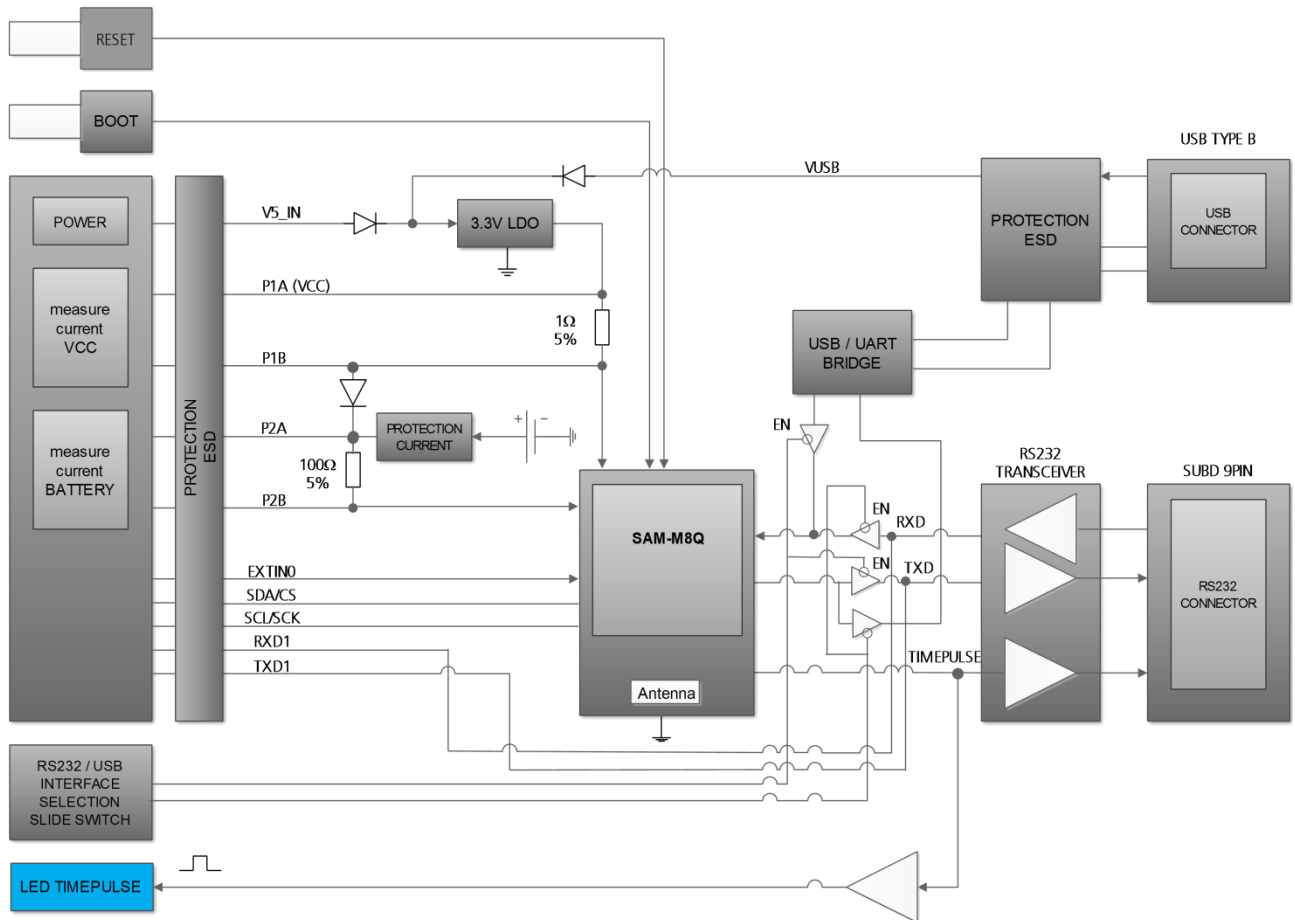 RESET
BOOT
USB TYPE B
VUSB
POWER
V5_IN
3.3V LDO
PROTECTION
ESD
USB
CONNECTOR
measure
current
VCC
P1A (VCC)
1Ω
5%
P1B
USB / UART
BRIDGE
measure
current
BATTERY
PROTECTION
ESD
P2A
PROTECTION
CURRENT
+ −
EN
100Ω
5%
P2B
RS232
TRANSCEIVER
SUBD 9PIN
SAM-M8Q
EN
RXD
EN
TXD
EXTIN0
SDA/CS
SCL/SCK
RXD1
TXD1
RS232
CONNECTOR
TIMEPULSE
Antenna
RS232 / USB
INTERFACE
SELECTION
SLIDE SWITCH
LED TIMEPULSE